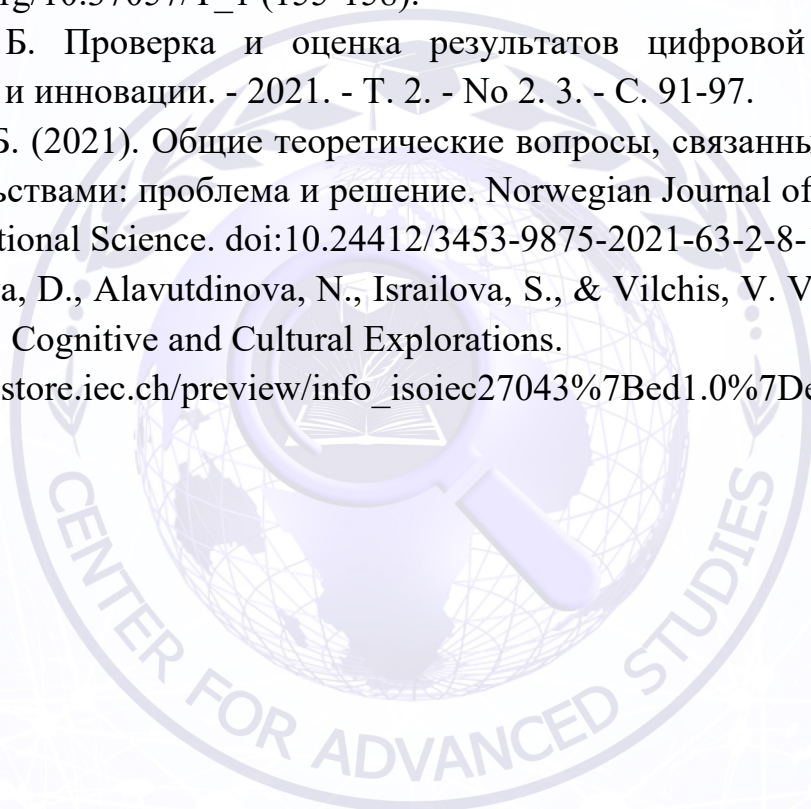 rg/10.37057/T_1 (153-158).
Б. Проверка и оценка результатов цифровой
и инновации. - 2021. - Т. 2. - No 2. 3. - С. 91-97.
Б. (2021). Общие теоретические вопросы, связанны
ьствами: проблема и решение. Norwegian Journal of
tional Science. doi:10.24412/3453-9875-2021-63-2-8-
va, D., Alavutdinova, N., Israilova, S., & Vilchis, V. V
Cognitive and Cultural Explorations.
store.iec.ch/preview/info_isoiec27043%7Bed1.0%7De
CENTER FOR ADVANCED STUDIES